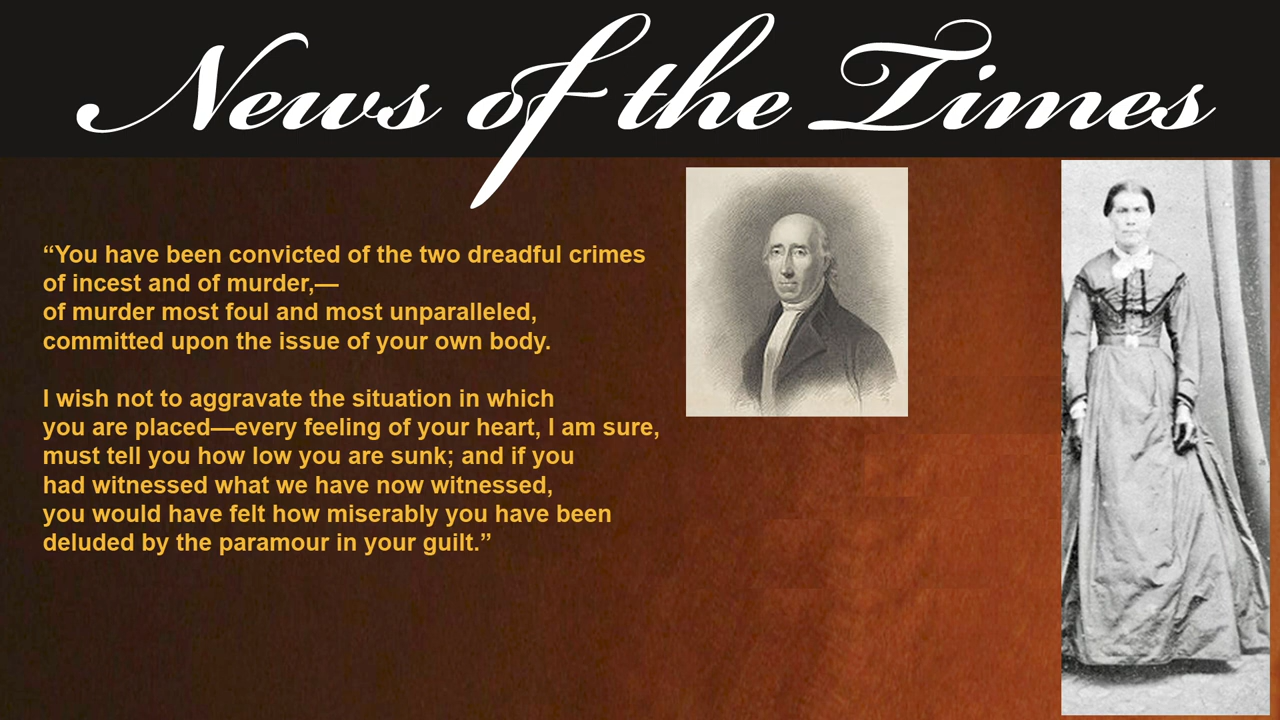 News of the Times
“You have been convicted of the two dreadful crimes
of incest and of murder,—
of murder most foul and most unparalleled,
committed upon the issue of your own body.
I wish not to aggravate the situation in which
you are placed—every feeling of your heart, I am sure,
must tell you how low you are sunk; and if you
had witnessed what we have now witnessed,
you would have felt how miserably you have been
deluded by the paramour in your guilt.”